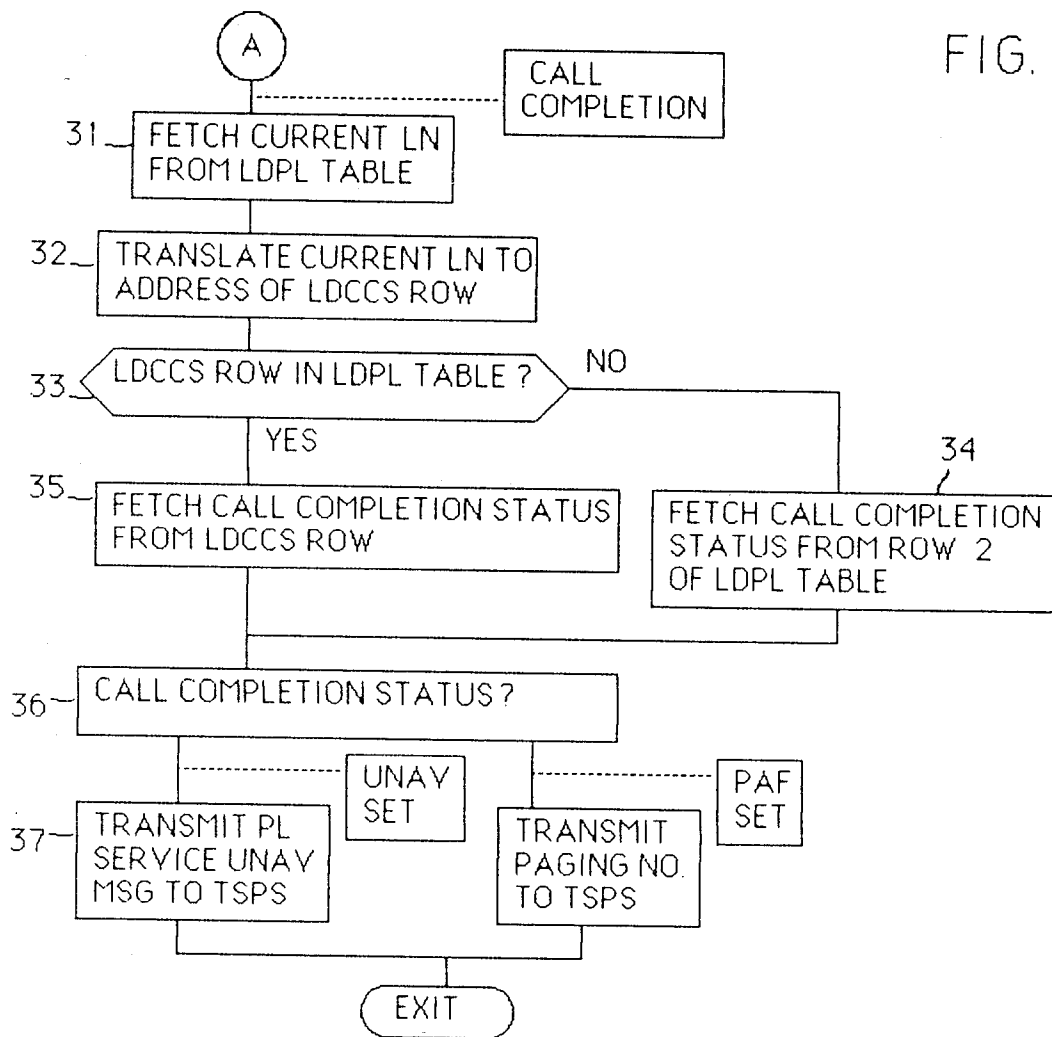 A
FIG.
CALL
COMPLETION
31
FETCH CURRENT LN
FROM LDPL TABLE
32
TRANSLATE CURRENT LN TO
ADDRESS OF LDCCS ROW
33
LDCCS ROW IN LDPL TABLE ?
NO
YES
34
35
FETCH CALL COMPLETION STATUS
FROM LDCCS ROW
FETCH CALL COMPLETION
STATUS FROM ROW 2
OF LDPL TABLE
36
CALL COMPLETION STATUS?
UNAV
SET
PAF
SET
37
TRANSMIT PL
SERVICE UNAV
MSG TO TSPS
TRANSMIT
PAGING NO.
TO TSPS
EXIT